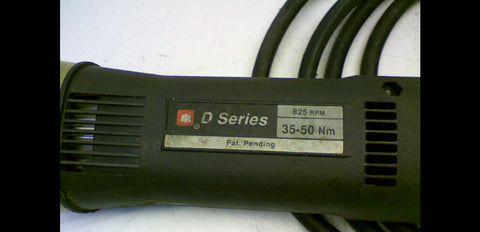 ® D Series
825 RPM
35-50 Nm
Pat. Pending